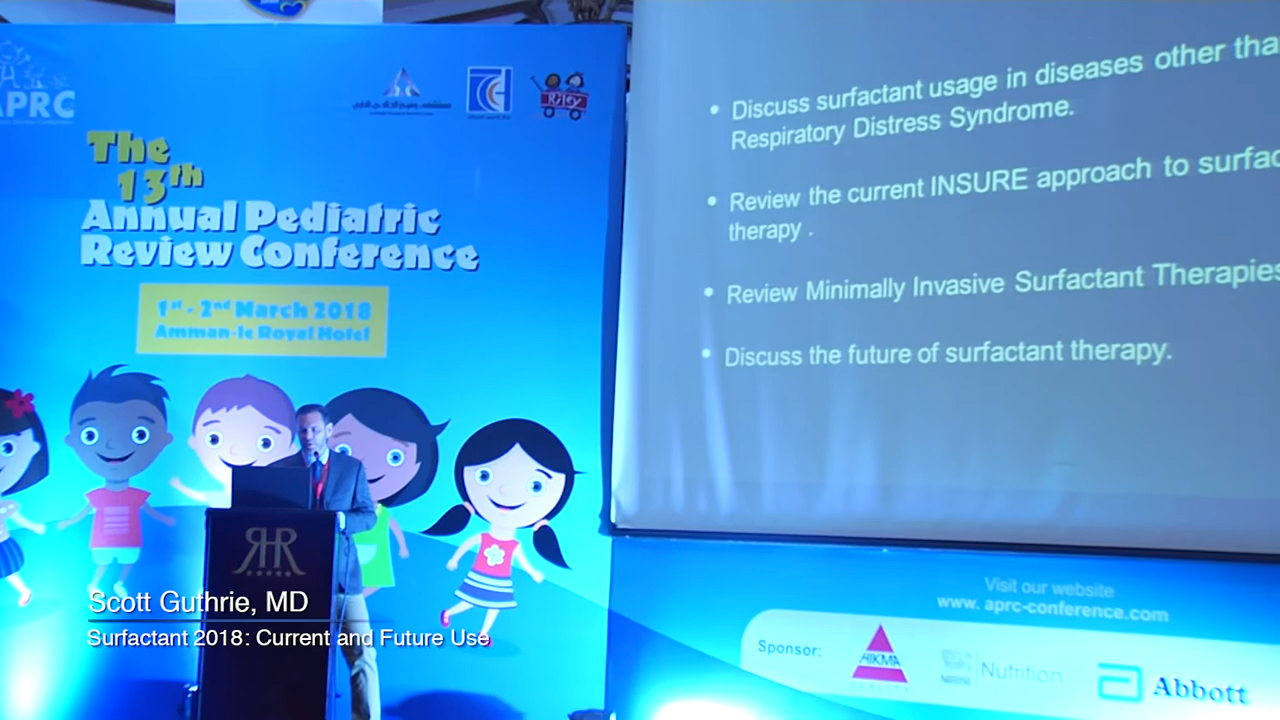 APRC
The
13th
Annual Pediatric
Review Conference
1st - 2nd March 2018
Amman-le Royal Hotel
Riley
• Discuss surfactant usage in diseases other tha
Respiratory Distress Syndrome.
• Review the current INSURE approach to surfac
therapy .
• Review Minimally Invasive Surfactant Therapies
• Discuss the future of surfactant therapy.
RHR
Scott Guthrie, MD
Surfactant 2018: Current and Future Use
Visit our website
www. aprc-conference.com
Sponsor:
HIKMA
Nestlé
Nutrition
Abbott